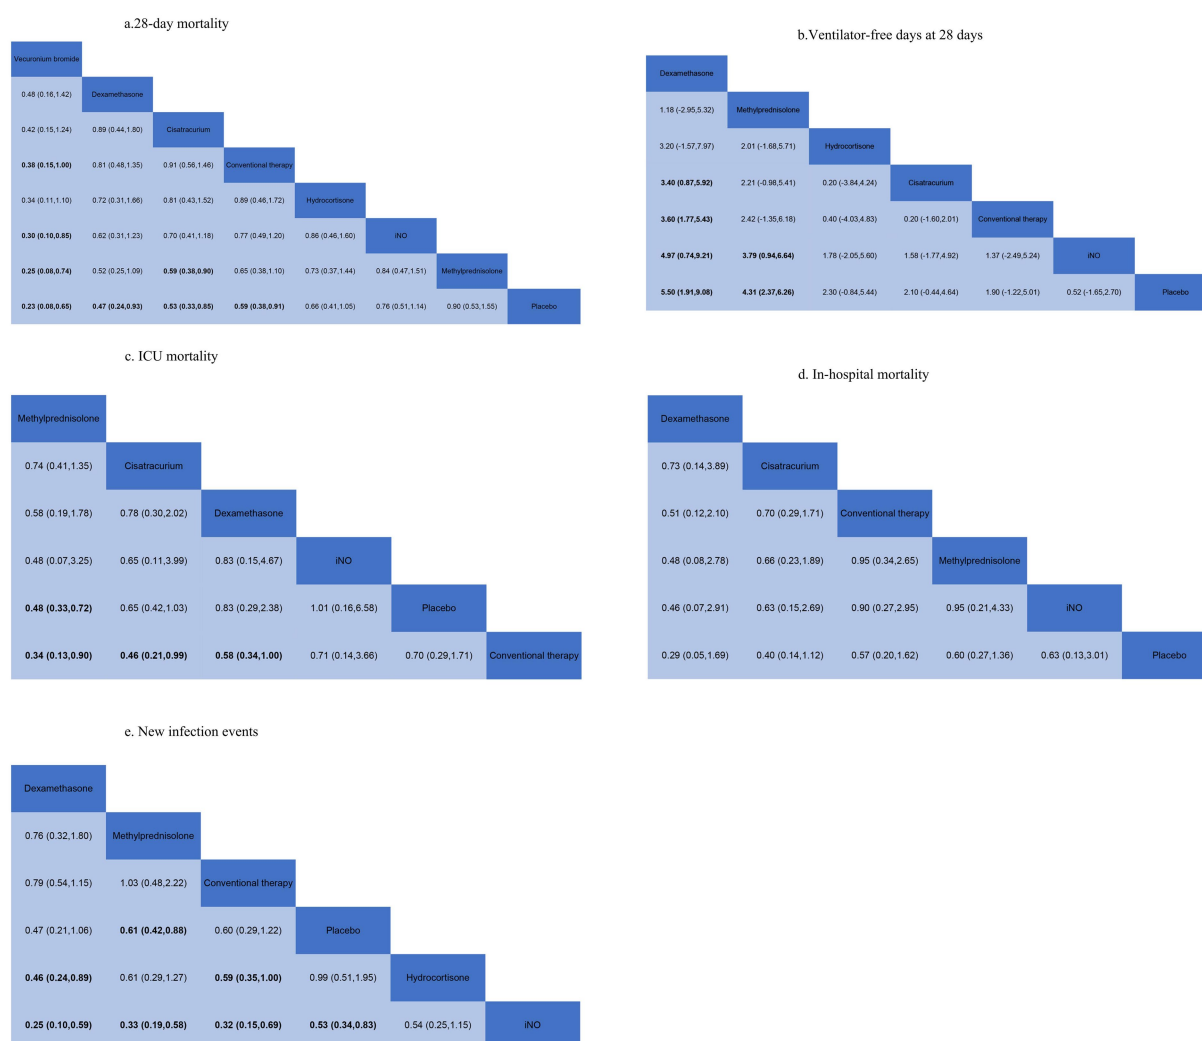 a.28-day mortality
Vecuronium bromide
0.48 (0.16,1.42) Dexamethasone
0.42 (0.15,1.24) 0.89 (0.44,1.80) Cisatracurium
0.38 (0.15,1.00) 0.81 (0.48,1.35) 0.91 (0.56,1.46) Conventional therapy
0.34 (0.11,1.10) 0.72 (0.31,1.66) 0.81 (0.43,1.52) 0.89 (0.46,1.72) Hydrocortisone
0.30 (0.10,0.85) 0.62 (0.31,1.23) 0.70 (0.41,1.18) 0.77 (0.49,1.20) 0.86 (0.46,1.60) iNO
0.25 (0.08,0.74) 0.52 (0.25,1.09) 0.59 (0.38,0.90) 0.65 (0.38,1.10) 0.73 (0.37,1.44) 0.84 (0.47,1.51) Methylprednisolone
0.23 (0.08,0.65) 0.47 (0.24,0.93) 0.53 (0.33,0.85) 0.59 (0.38,0.91) 0.66 (0.41,1.05) 0.76 (0.51,1.14) 0.90 (0.53,1.55) Placebo
b.Ventilator-free days at 28 days
Dexamethasone
1.18 (-2.95,5.32) Methylprednisolone
3.20 (-1.57,7.97) 2.01 (-1.68,5.71) Hydrocortisone
3.40 (0.87,5.92) 2.21 (-0.98,5.41) 0.20 (-3.84,4.24) Cisatracurium
3.60 (1.77,5.43) 2.42 (-1.35,6.18) 0.40 (-4.03,4.83) 0.20 (-1.60,2.01) Conventional therapy
4.97 (0.74,9.21) 3.79 (0.94,6.64) 1.78 (-2.05,5.60) 1.58 (-1.77,4.92) 1.37 (-2.49,5.24) iNO
5.50 (1.91,9.08) 4.31 (2.37,6.26) 2.30 (-0.84,5.44) 2.10 (-0.44,4.64) 1.90 (-1.22,5.01) 0.52 (-1.65,2.70) Placebo
c. ICU mortality
Methylprednisolone
0.74 (0.41,1.35) Cisatracurium
0.58 (0.19,1.78) 0.78 (0.30,2.02) Dexamethasone
0.48 (0.07,3.25) 0.65 (0.11,3.99) 0.83 (0.15,4.67) iNO
0.48 (0.33,0.72) 0.65 (0.42,1.03) 0.83 (0.29,2.38) 1.01 (0.16,6.58) Placebo
0.34 (0.13,0.90) 0.46 (0.21,0.99) 0.58 (0.34,1.00) 0.71 (0.14,3.66) 0.70 (0.29,1.71) Conventional therapy
d. In-hospital mortality
Dexamethasone
0.73 (0.14,3.89) Cisatracurium
0.51 (0.12,2.10) 0.70 (0.29,1.71) Conventional therapy
0.48 (0.08,2.78) 0.66 (0.23,1.89) 0.95 (0.34,2.65) Methylprednisolone
0.46 (0.07,2.91) 0.63 (0.15,2.69) 0.90 (0.27,2.95) 0.95 (0.21,4.33) iNO
0.29 (0.05,1.69) 0.40 (0.14,1.12) 0.57 (0.20,1.62) 0.60 (0.27,1.36) 0.63 (0.13,3.01) Placebo
e. New infection events
Dexamethasone
0.76 (0.32,1.80) Methylprednisolone
0.79 (0.54,1.15) 1.03 (0.48,2.22) Conventional therapy
0.47 (0.21,1.06) 0.61 (0.42,0.88) 0.60 (0.29,1.22) Placebo
0.46 (0.24,0.89) 0.61 (0.29,1.27) 0.59 (0.35,1.00) 0.99 (0.51,1.95) Hydrocortisone
0.25 (0.10,0.59) 0.33 (0.19,0.58) 0.32 (0.15,0.69) 0.53 (0.34,0.83) 0.54 (0.25,1.15) iNO